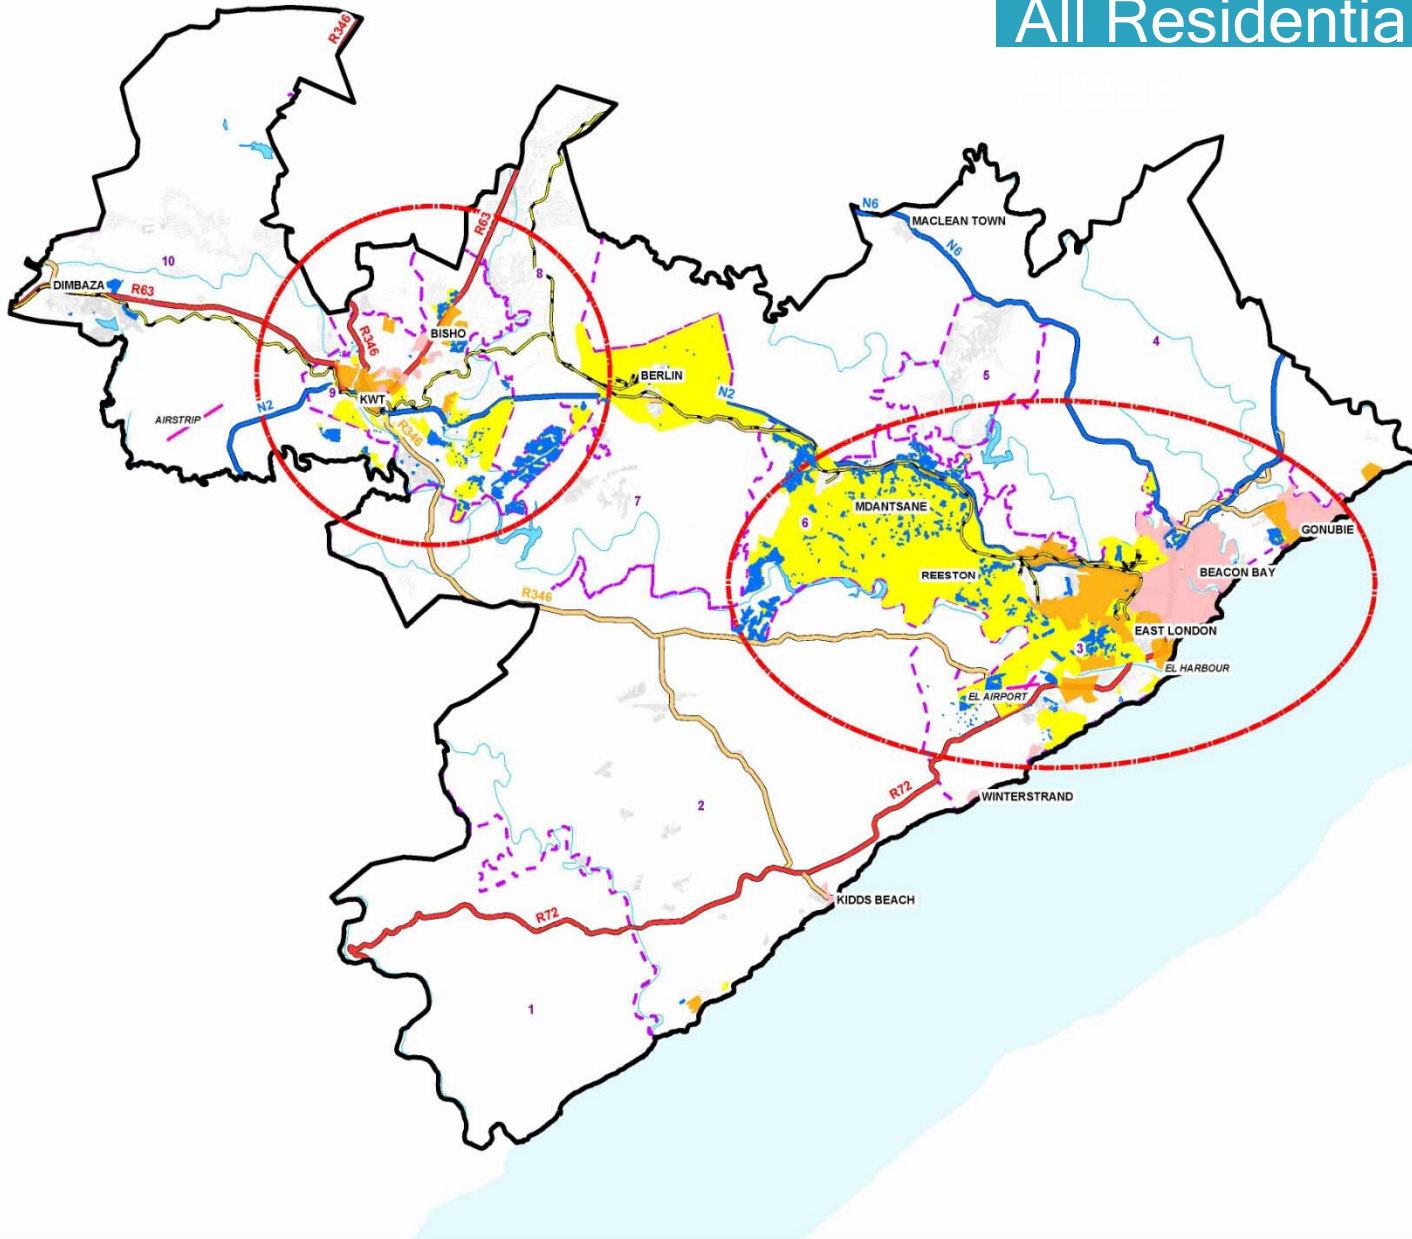 All Residentia
Areas
R346
N6
MACLEAN TOWN
R63
N6
10
8
DIMBAZA
R63
BISHO
R346
4
BERLIN
5
9
KWT
N2
N2
AIRSTRIP
R346
7
MDANTSANE
6
GONUBIE
REESTON
BEACON BAY
R346
EAST LONDON
3
EL HARBOUR
EL AIRPORT
R72
WINTERSTRAND
2
KIDDS BEACH
R72
1